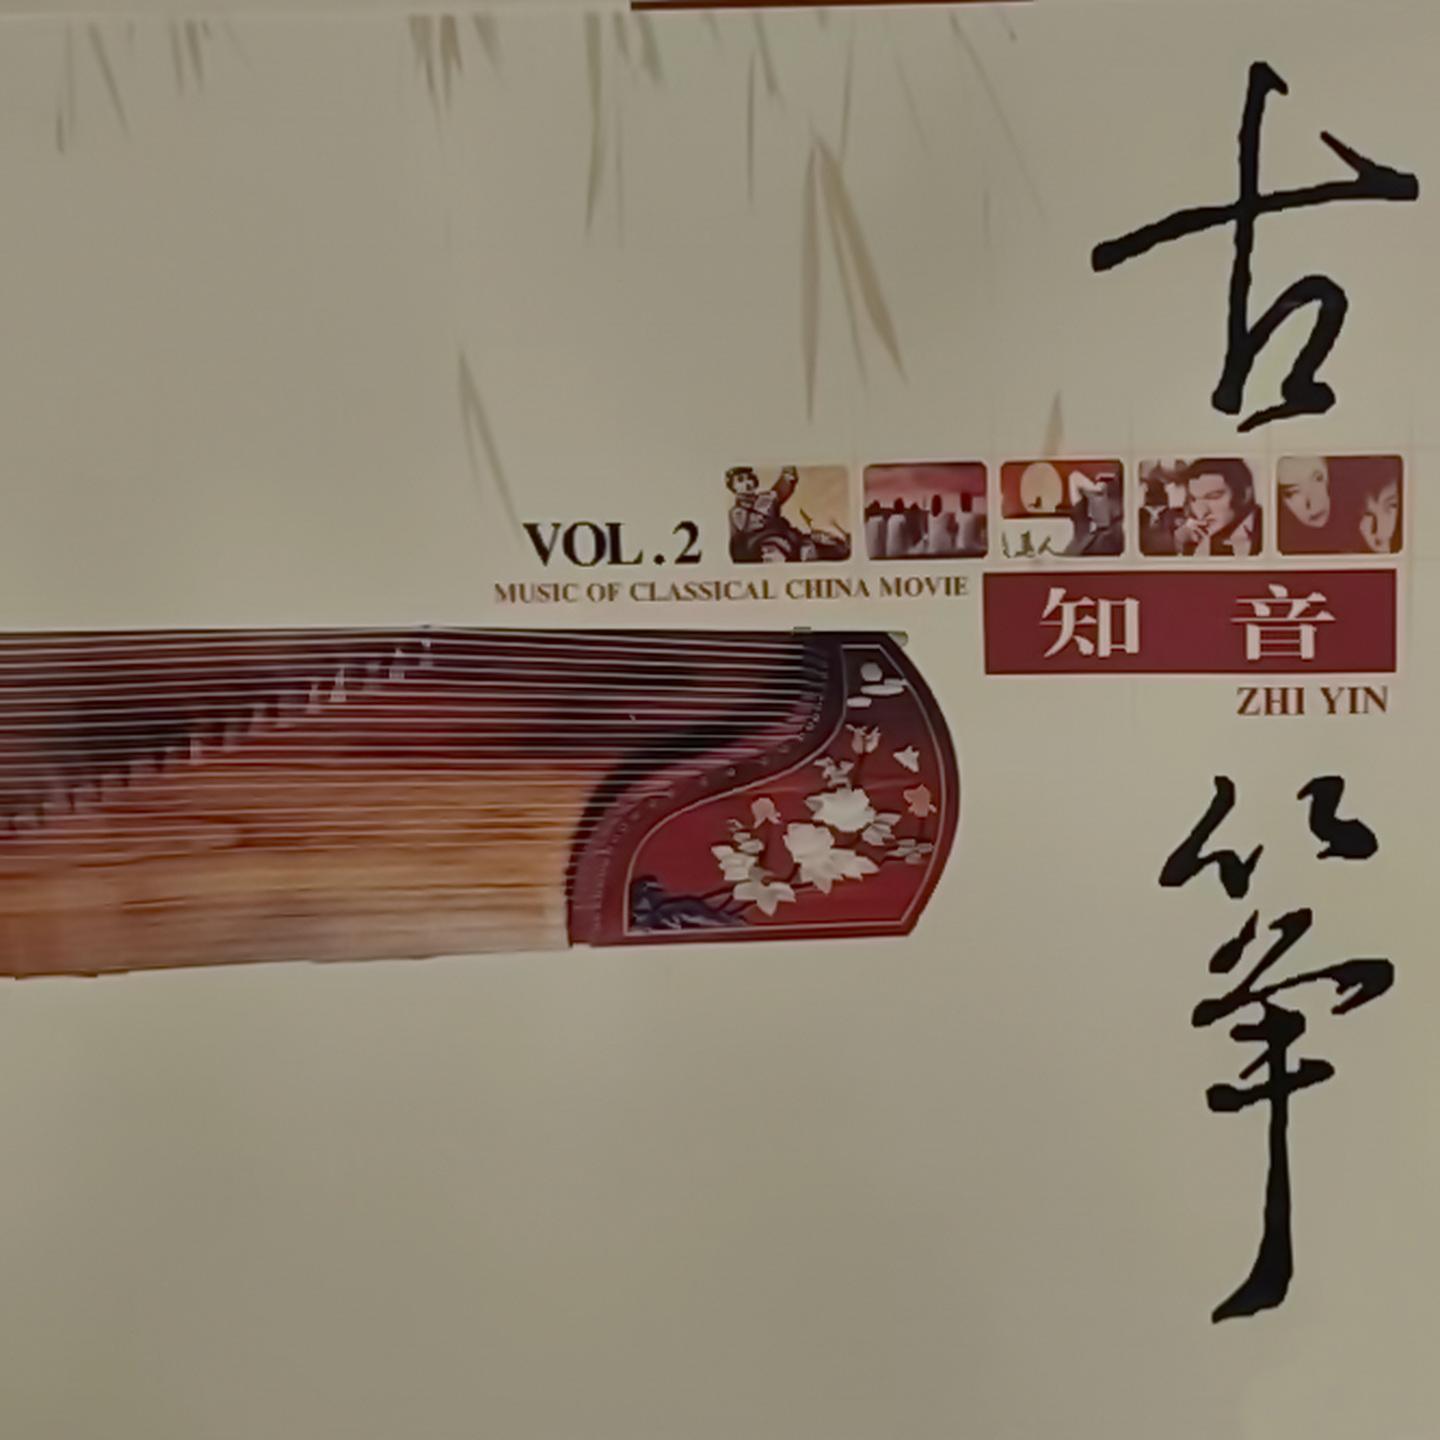 古
VOL.2
MUSIC OF CLASSICAL CHINA MOVIE
知音
ZHI YIN
筝